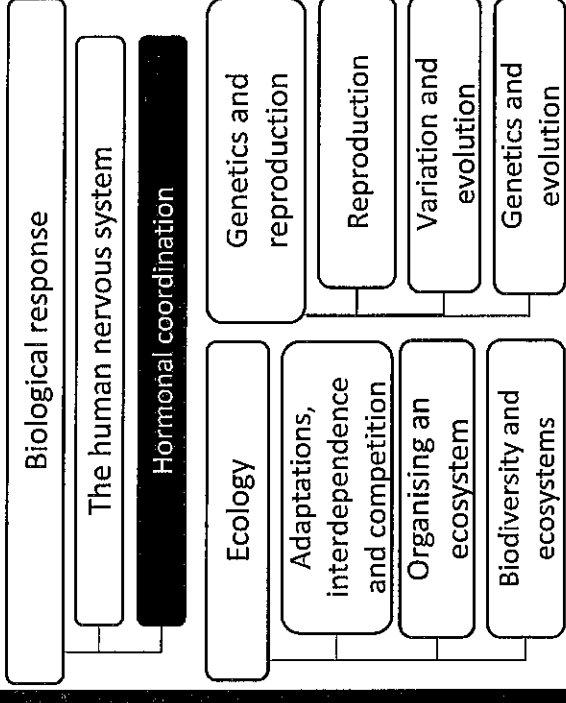 Biological response
The human nervous system
Hormonal coordination
Ecology
Adaptations,
interdependence
and competition
Organising an
ecosystem
Biodiversity and
ecosystems
Genetics and
reproduction
Reproduction
Variation and
evolution
Genetics and
evolution